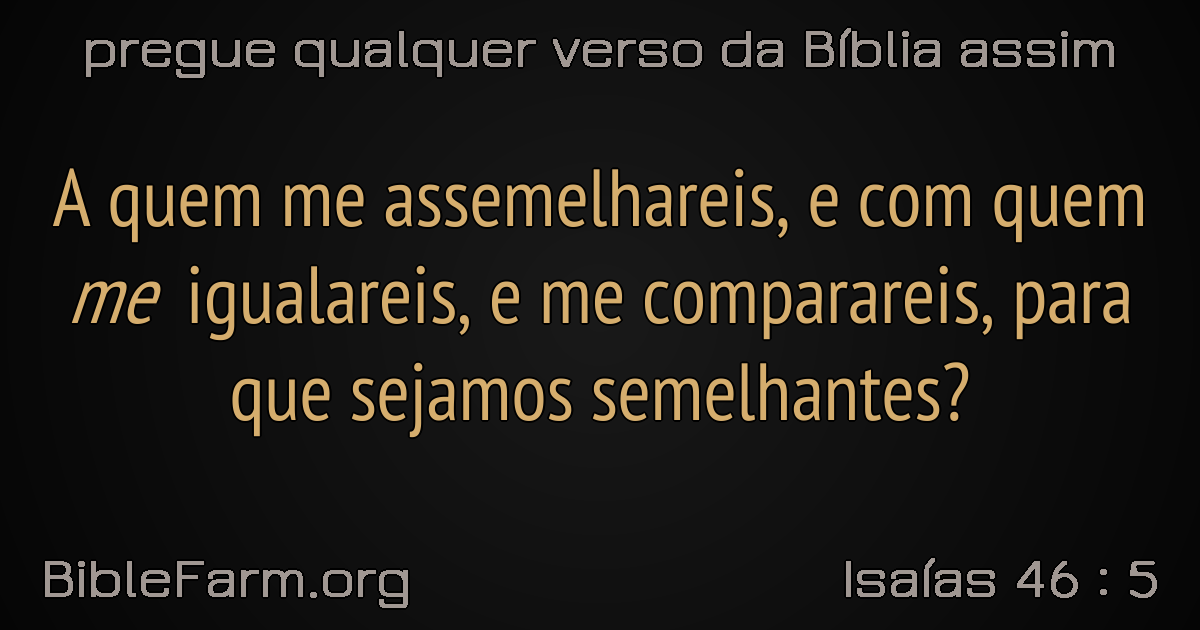 pregue qualquer verso da Bíblia assim
A quem me assemelhareis, e com quem
me igualareis, e me comparareis, para
que sejamos semelhantes?
BibleFarm.org
Isaías 46 : 5